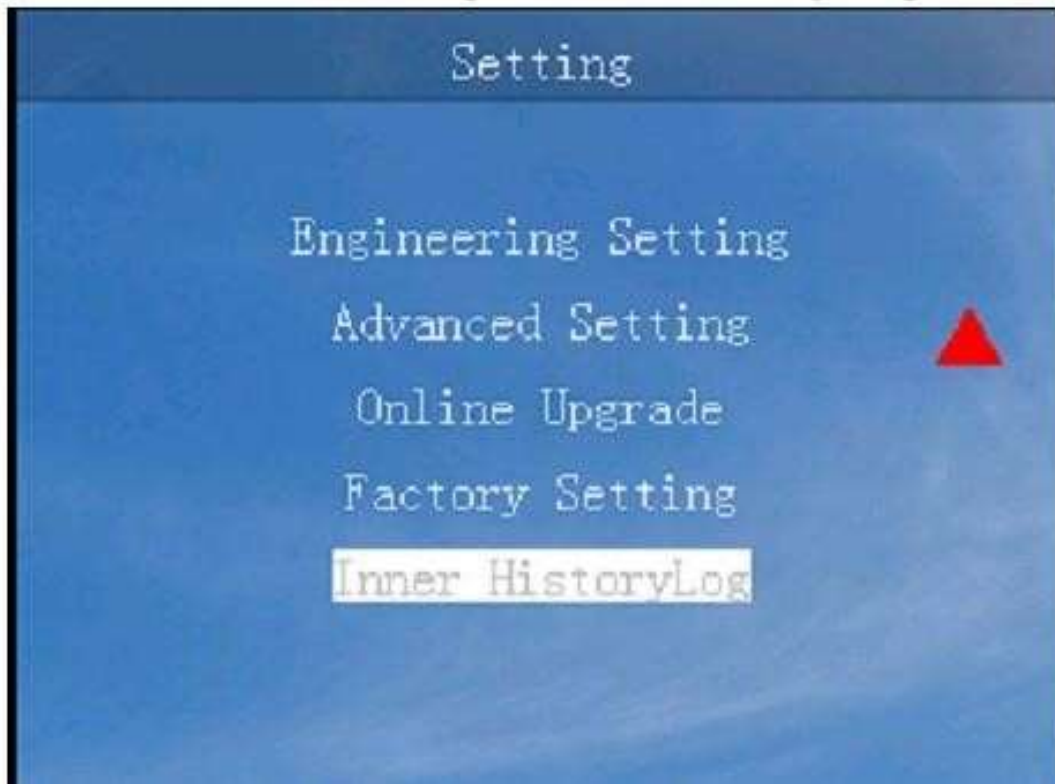 Setting
Engineering Setting
Advanced Setting
Online Upgrade
Factory Setting
Inner HistoryLog